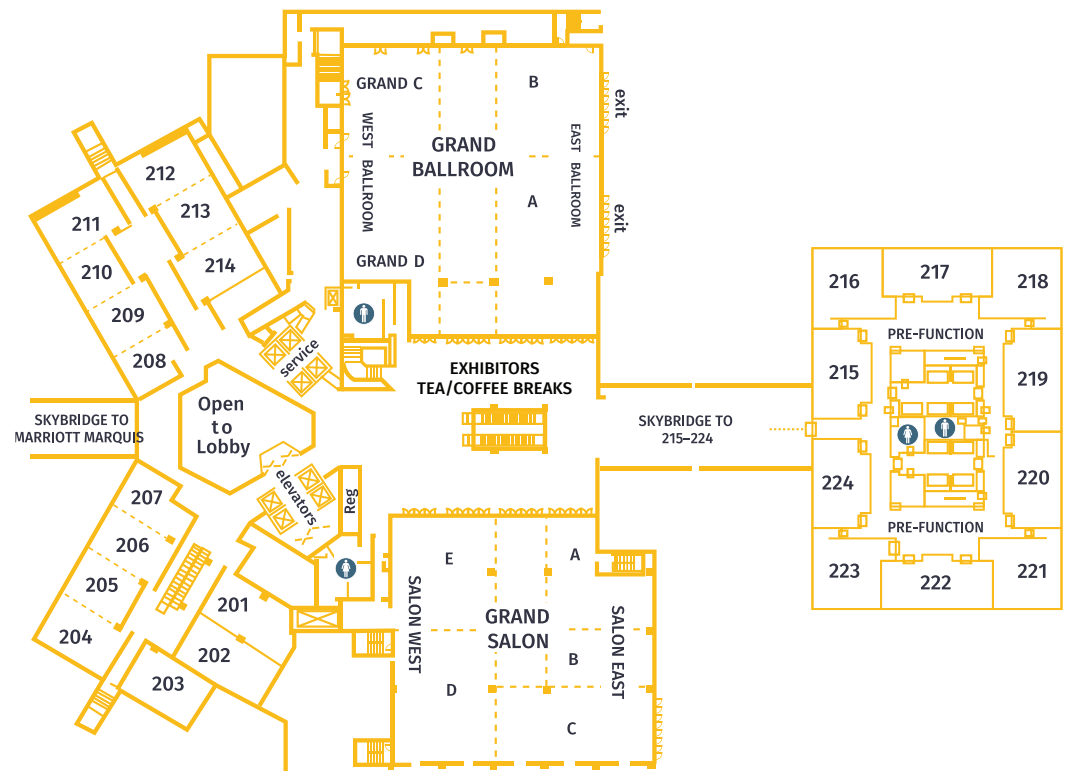 GRAND C
B
exit
WEST BALLROOM
GRAND
BALLROOM
EAST BALLROOM
A
exit
GRAND D
212
211
213
210
214
209
208
service
216
217
218
PRE-FUNCTION
215
219
EXHIBITORS
TEA/COFFEE BREAKS
Open
to
Lobby
SKYBRIDGE TO
MARRIOTT MARQUIS
SKYBRIDGE TO
215–224
224
220
PRE-FUNCTION
223
222
221
elevators
Reg
207
206
205
204
201
202
203
E
A
SALON WEST
GRAND
SALON
SALON EAST
B
D
C